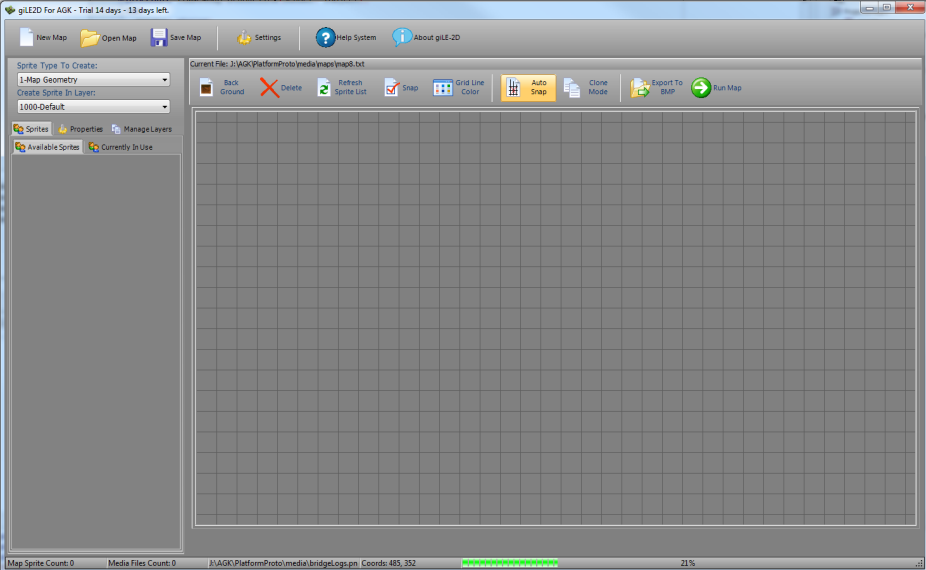 giLE2D For AGK - Trial 14 days - 13 days left.
New Map Open Map Save Map Settings Help System About giLE-2D
Sprite Type To Create:
1-Map Geometry
Create Sprite In Layer:
1000-Default
Sprites Properties Manage Layers
Available Sprites Currently In Use
Current File: J:\AGK\PlatformProto\media\maps\map8.txt
Back Ground
Delete
Refresh Sprite List
Snap
Grid Line Color
Auto Snap
Clone Mode
Export To BMP
Run Map
Map Sprite Count: 0 Media Files Count: 0 J:\AGK\PlatformProto\media\bridgeLogs.pn Coords: 485, 352 21%